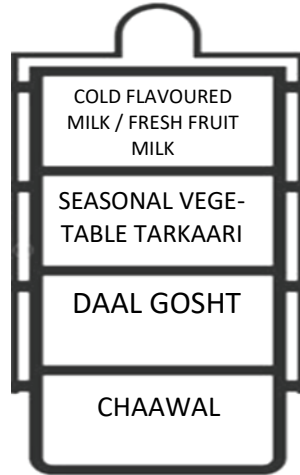 COLD FLAVOURED
MILK / FRESH FRUIT
MILK
SEASONAL VEGE-
TABLE TARKAARI
DAAL GOSHT
CHAAWAL